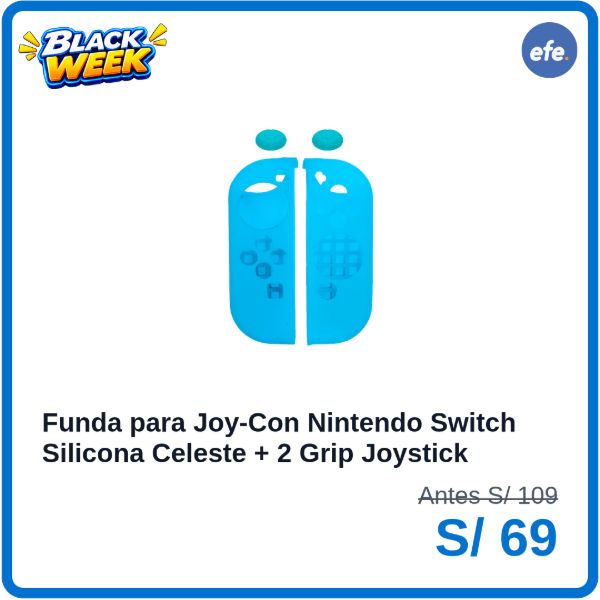 BLACK
WEEK
efe.
Funda para Joy-Con Nintendo Switch
Silicona Celeste + 2 Grip Joystick
Antes S/ 109
S/ 69